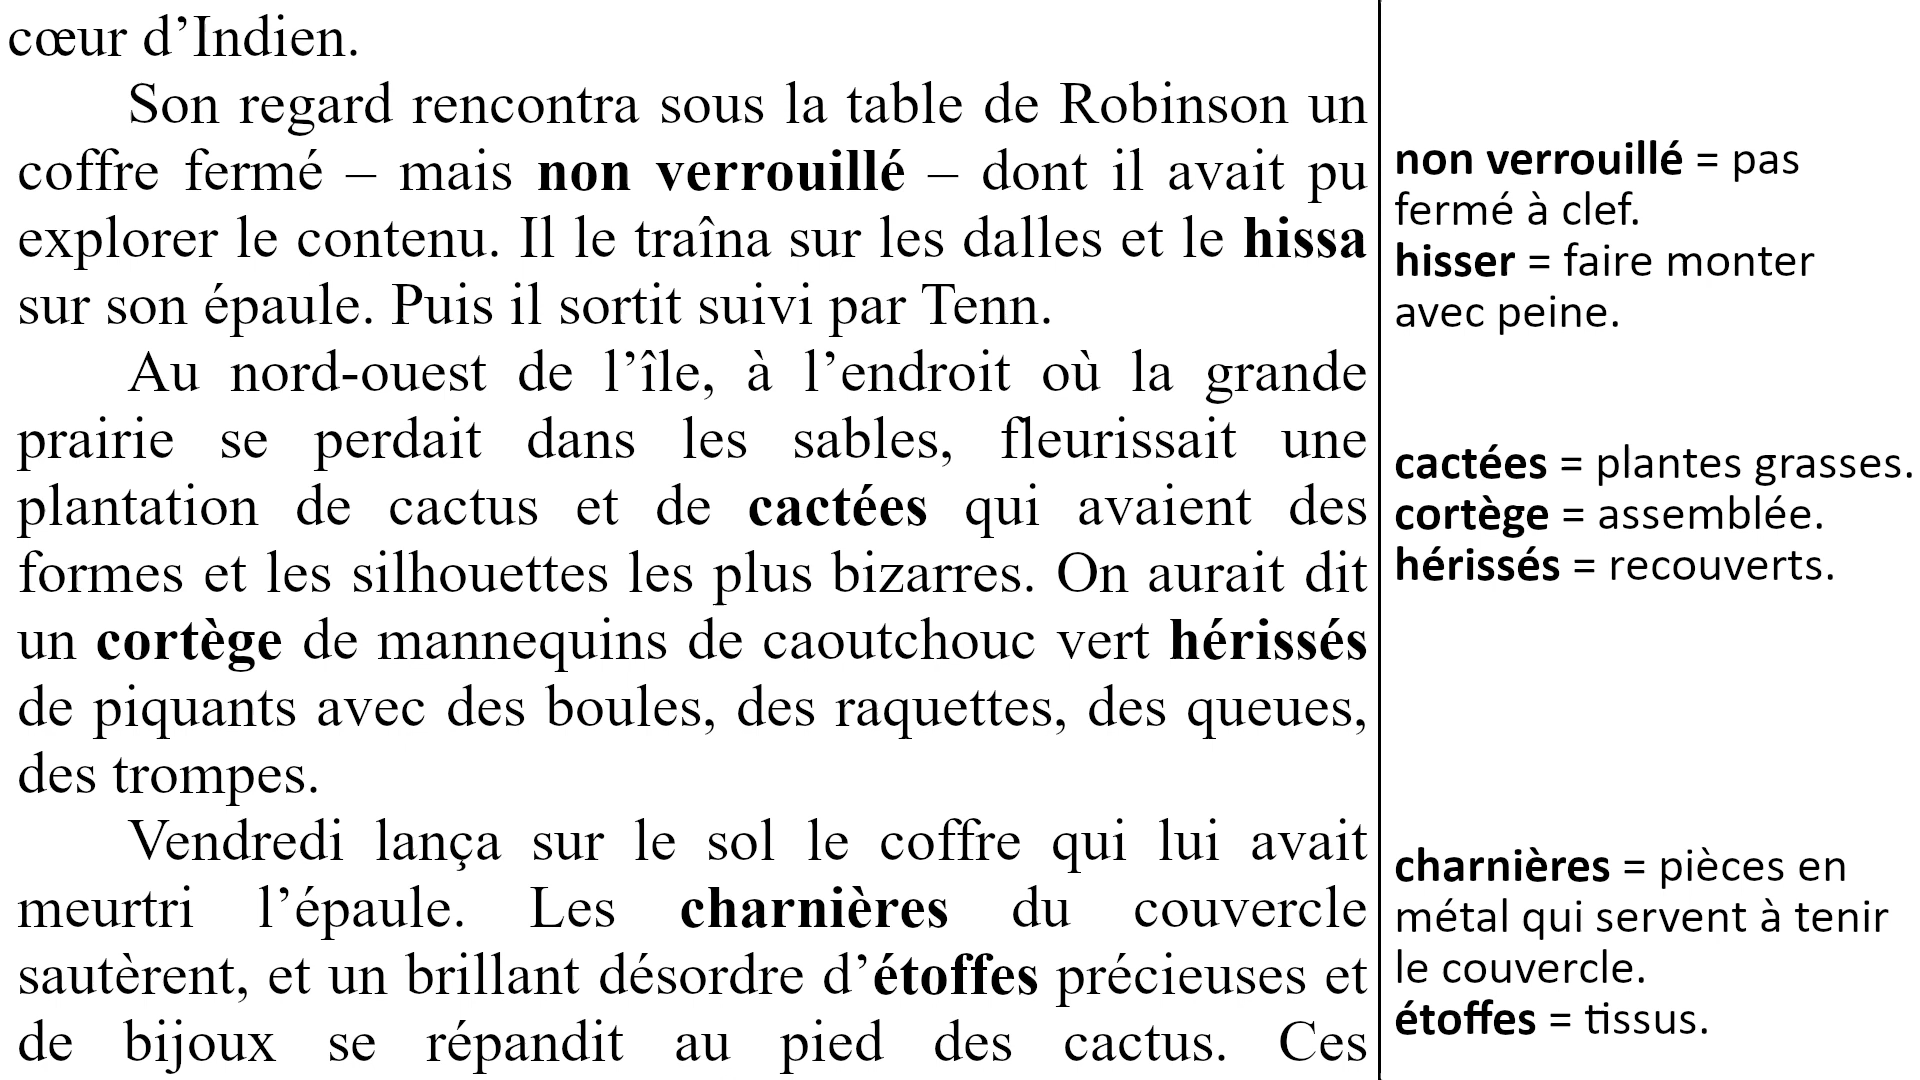 cœur d’Indien.
Son regard rencontra sous la table de Robinson un
coffre fermé – mais non verrouillé – dont il avait pu
explorer le contenu. Il le traîna sur les dalles et le hissa
sur son épaule. Puis il sortit suivi par Tenn.
Au nord-ouest de l’île, à l’endroit où la grande
prairie se perdait dans les sables, fleurissait une
plantation de cactus et de cactées qui avaient des
formes et les silhouettes les plus bizarres. On aurait dit
un cortège de mannequins de caoutchouc vert hérissés
de piquants avec des boules, des raquettes, des queues,
des trompes.
Vendredi lança sur le sol le coffre qui lui avait
meurtri l’épaule. Les charnières du couvercle
sautèrent, et un brillant désordre d’étoffes précieuses et
de bijoux se répandit au pied des cactus. Ces
non verrouillé = pas
fermé à clef.
hisser = faire monter
avec peine.
cactées = plantes grasses.
cortège = assemblée.
hérissés = recouverts.
charnières = pièces en
métal qui servent à tenir
le couvercle.
étoffes = tissus.